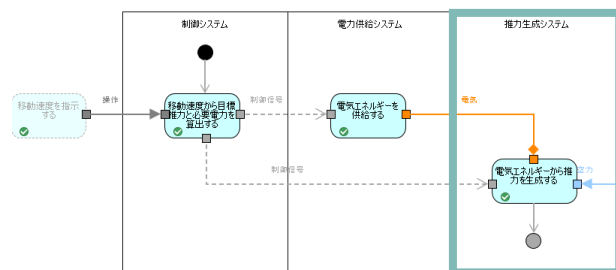 制御システム
電力供給システム
推力生成システム
移動速度を指示
する
操作
移動速度から目標
推力と必要電力を
算出する
制御信号
電気エネルギーを
供給する
電気
制御信号
電気エネルギーから推
力を生成する